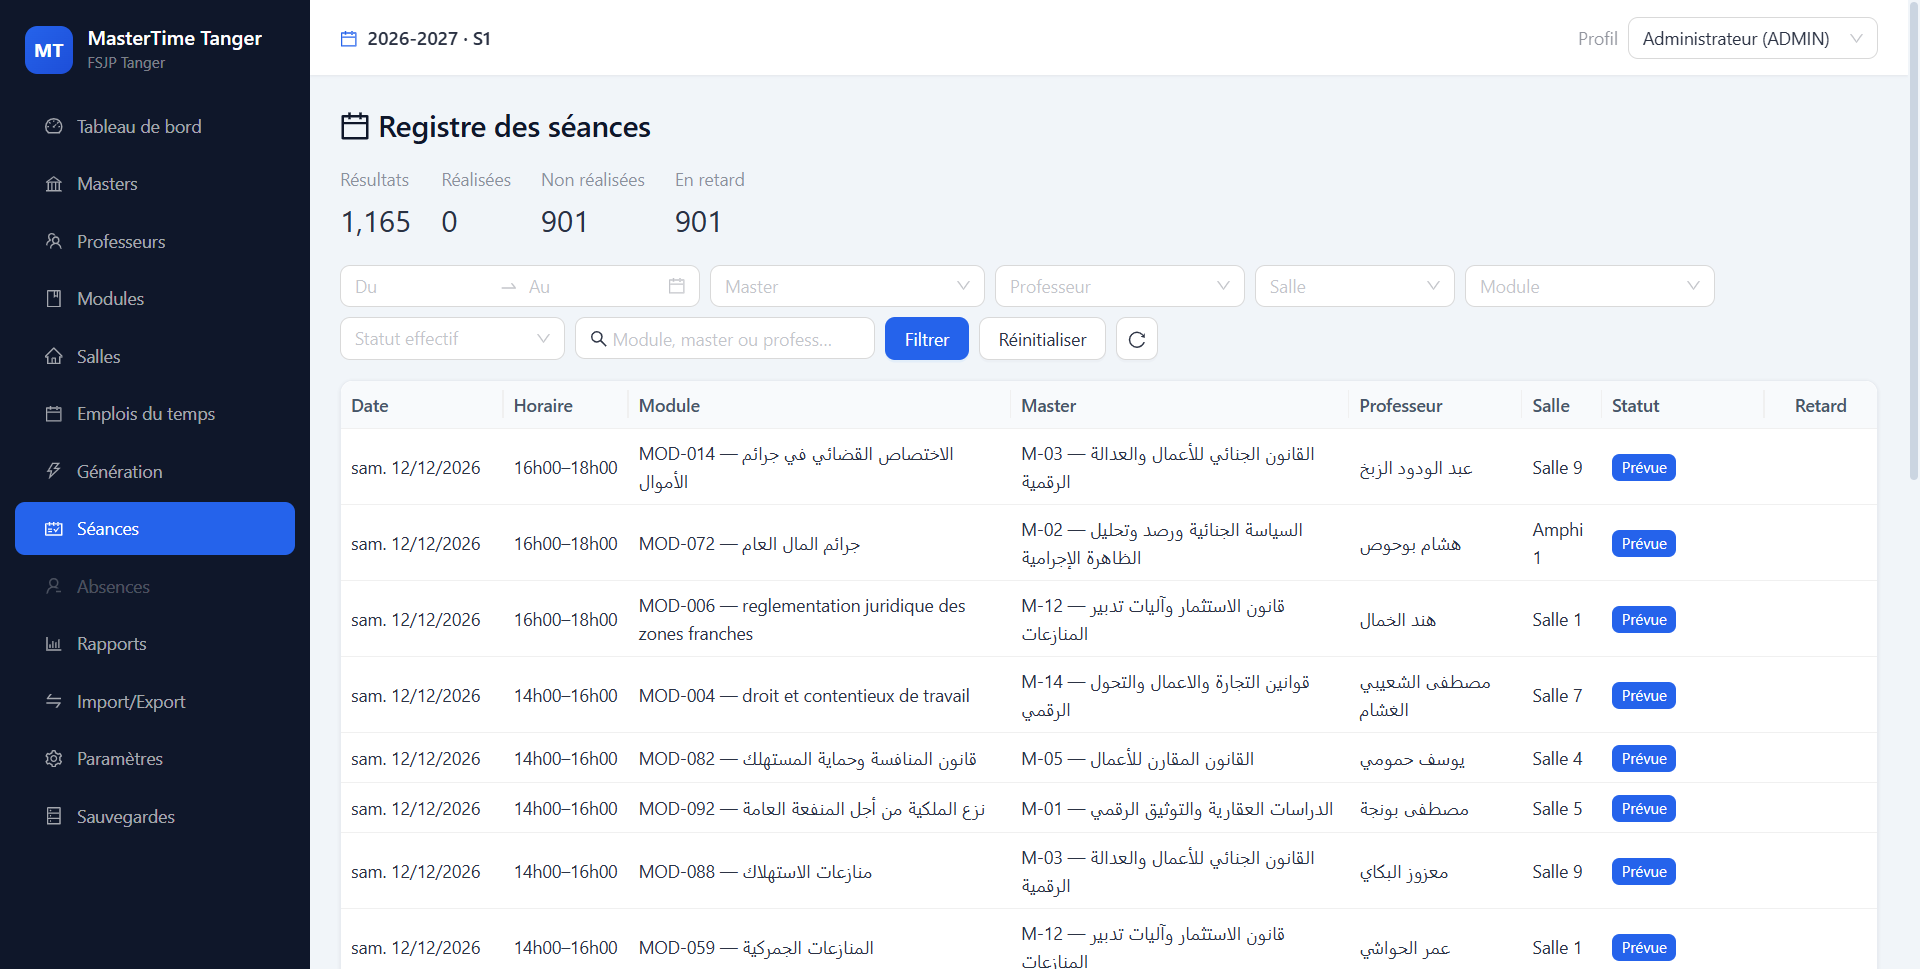 MT
MasterTime Tanger
FSJP Tanger
Tableau de bord
Masters
Professeurs
Modules
Salles
Emplois du temps
Génération
Séances
Absences
Rapports
Import/Export
Paramètres
Sauvegardes
2026-2027 · S1
Profil
Administrateur (ADMIN)
Registre des séances
Résultats Réalisées Non réalisées En retard
1,165 0 901 901
Du → Au Master Professeur Salle Module
Statut effectif Module, master ou profess... Filtrer Réinitialiser
Date Horaire Module Master Professeur Salle Statut Retard
sam. 12/12/2026 16h00–18h00 MOD-014 — الاختصاص القضائي في جرائم الأموال M-03 — القانون الجنائي للأعمال والعدالة الرقمية عبد الودود الزيخ Salle 9 Prévue
sam. 12/12/2026 16h00–18h00 MOD-072 — جرائم المال العام M-02 — السياسة الجنائية ورصد وتحليل الظاهرة الإجرامية هشام بوحوص Amphi 1 Prévue
sam. 12/12/2026 16h00–18h00 MOD-006 — reglementation juridique des zones franches M-12 — قانون الاستثمار وآليات تدبير المنازعات هند الخمال Salle 1 Prévue
sam. 12/12/2026 14h00–16h00 MOD-004 — droit et contentieux de travail M-14 — قوانين التجارة والاعمال والتحول الرقمي مصطفى الشعيبي الغشام Salle 7 Prévue
sam. 12/12/2026 14h00–16h00 MOD-082 — قانون المنافسة وحماية المستهلك M-05 — القانون المقارن للأعمال يوسف حمومي Salle 4 Prévue
sam. 12/12/2026 14h00–16h00 MOD-092 — نزع الملكية من أجل المنفعة العامة M-01 — الدراسات العقارية والتوثيق الرقمي مصطفى بونجة Salle 5 Prévue
sam. 12/12/2026 14h00–16h00 MOD-088 — منازعات الاستهلاك M-03 — القانون الجنائي للأعمال والعدالة الرقمية معزوز البكاي Salle 9 Prévue
sam. 12/12/2026 14h00–16h00 MOD-059 — المنازعات الجمركية M-12 — قانون الاستثمار وآليات تدبير المنازعات عمر الحواشي Salle 1 Prévue